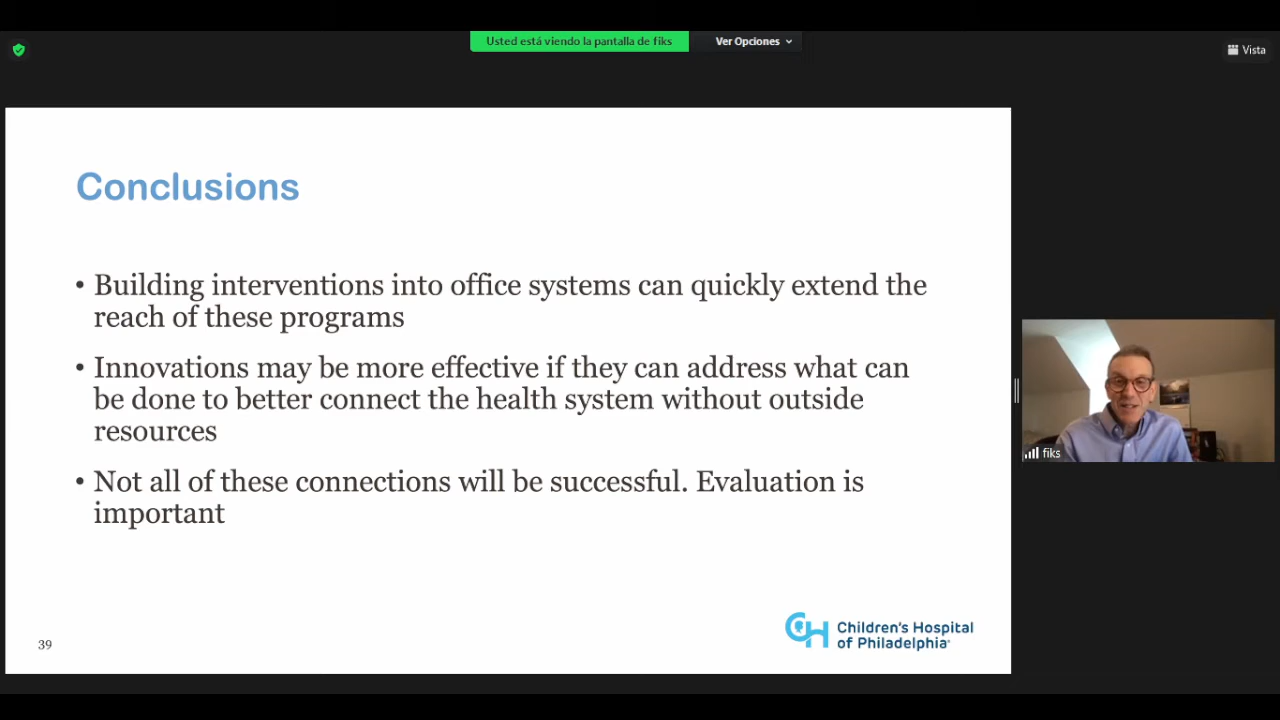 Usted está viendo la pantalla de fiks
Ver Opciones
Vista
Conclusions
• Building interventions into office systems can quickly extend the
reach of these programs
• Innovations may be more effective if they can address what can
be done to better connect the health system without outside
resources
• Not all of these connections will be successful. Evaluation is
important
fiks
39
CH Children's Hospital
of Philadelphia